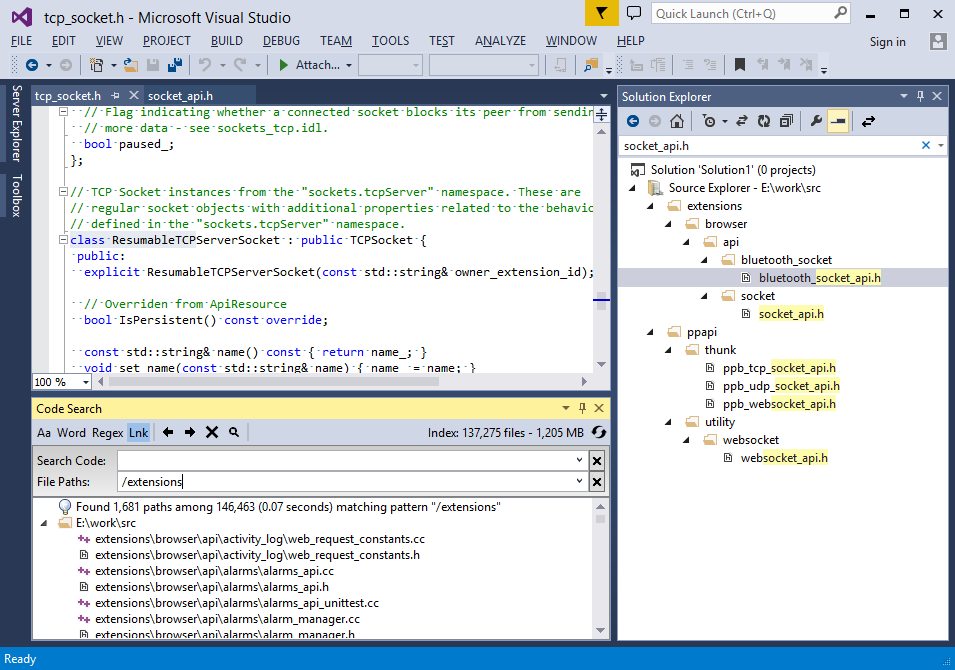 tcp_socket.h - Microsoft Visual Studio
Quick Launch (Ctrl+Q)
FILE EDIT VIEW PROJECT BUILD DEBUG TEAM TOOLS TEST ANALYZE WINDOW HELP
Sign in
Attach...
Server Explorer
Toolbox
tcp_socket.h
socket_api.h
// Flag indicating whether a connected socket blocks its peer from sendin
// more data - see sockets_tcp.idl.
bool paused_;
};
// TCP Socket instances from the "sockets.tcpServer" namespace. These are
// regular socket objects with additional properties related to the behavio
// defined in the "sockets.tcpServer" namespace.
class ResumableTCPServerSocket : public TCPSocket {
public:
explicit ResumableTCPServerSocket(const std::string& owner_extension_id);
// Overriden from ApiResource
bool IsPersistent() const override;
const std::string& name() const { return name_; }
void set_name(const std::string& name) { name_ = name; }
100 %
Code Search
Aa Word Regex Lnk
Index: 137,275 files - 1,205 MB
Search Code:
File Paths: /extensions
Found 1,681 paths among 146,463 (0.07 seconds) matching pattern "/extensions"
E:\work\src
extensions\browser\api\activity_log\web_request_constants.cc
extensions\browser\api\activity_log\web_request_constants.h
extensions\browser\api\alarms\alarms_api.cc
extensions\browser\api\alarms\alarms_api.h
extensions\browser\api\alarms\alarms_api_unittest.cc
extensions\browser\api\alarms\alarm_manager.cc
extensions\browser\api\alarms\alarm_manager.h
Solution Explorer
socket_api.h
Solution 'Solution1' (0 projects)
Source Explorer - E:\work\src
extensions
browser
api
bluetooth_socket
bluetooth_socket_api.h
socket
socket_api.h
ppapi
thunk
ppb_tcp_socket_api.h
ppb_udp_socket_api.h
ppb_websocket_api.h
utility
websocket
websocket_api.h
Ready